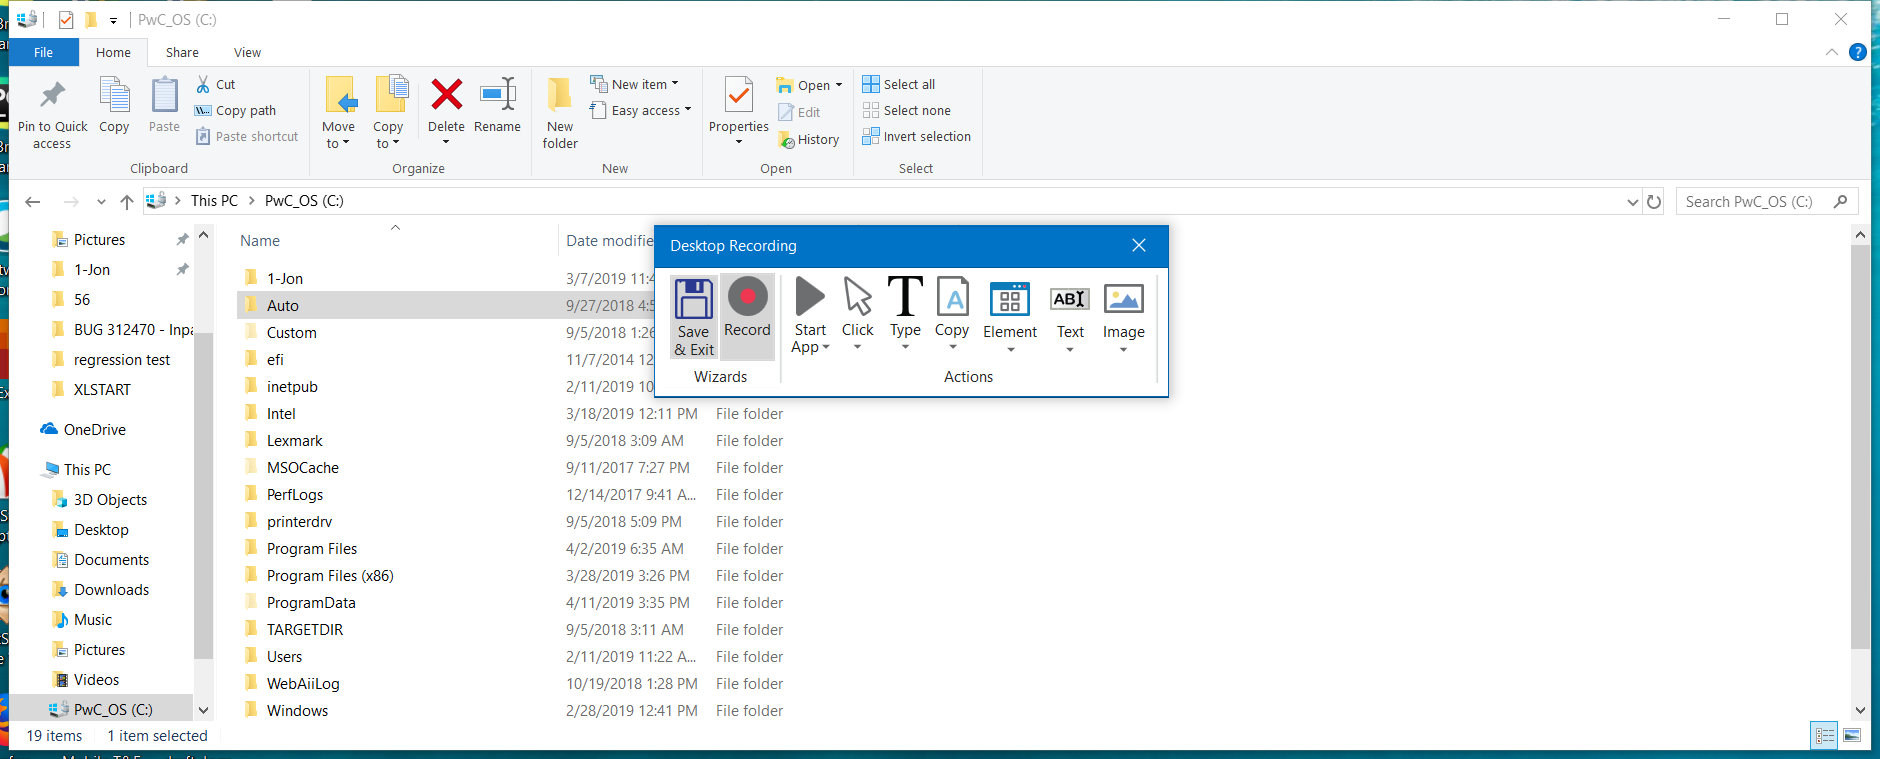 PwC_OS (C:)
File Home Share View
Pin to Quick access
Copy
Paste
Cut
Copy path
Paste shortcut
Clipboard
Move to
Copy to
Delete
Rename
Organize
New folder
New item
Easy access
New
Properties
Open
Edit
History
Open
Select all
Select none
Invert selection
Select
This PC > PwC_OS (C:)
Search PwC_OS (C:)
Pictures
1-Jon
56
BUG 312470 - Inpa
regression test
XLSTART
OneDrive
This PC
3D Objects
Desktop
Documents
Downloads
Music
Pictures
Videos
PwC_OS (C:)
Name Date modifie
1-Jon 3/7/2019 11:4
Auto 9/27/2018 4:5
Custom 9/5/2018 1:26
efi 11/7/2014 12
inetpub 2/11/2019 10
Intel 3/18/2019 12:11 PM File folder
Lexmark 9/5/2018 3:09 AM File folder
MSOCache 9/11/2017 7:27 PM File folder
PerfLogs 12/14/2017 9:41 A... File folder
printerdrv 9/5/2018 5:09 PM File folder
Program Files 4/2/2019 6:35 AM File folder
Program Files (x86) 3/28/2019 3:26 PM File folder
ProgramData 4/11/2019 3:35 PM File folder
TARGETDIR 9/5/2018 3:11 AM File folder
Users 2/11/2019 11:22 A... File folder
WebAiiLog 10/19/2018 1:28 PM File folder
Windows 2/28/2019 12:41 PM File folder
Desktop Recording
Save & Exit
Record
Wizards
Start App
Click
Type
Copy
Element
ABI
Text
Image
Actions
19 items 1 item selected